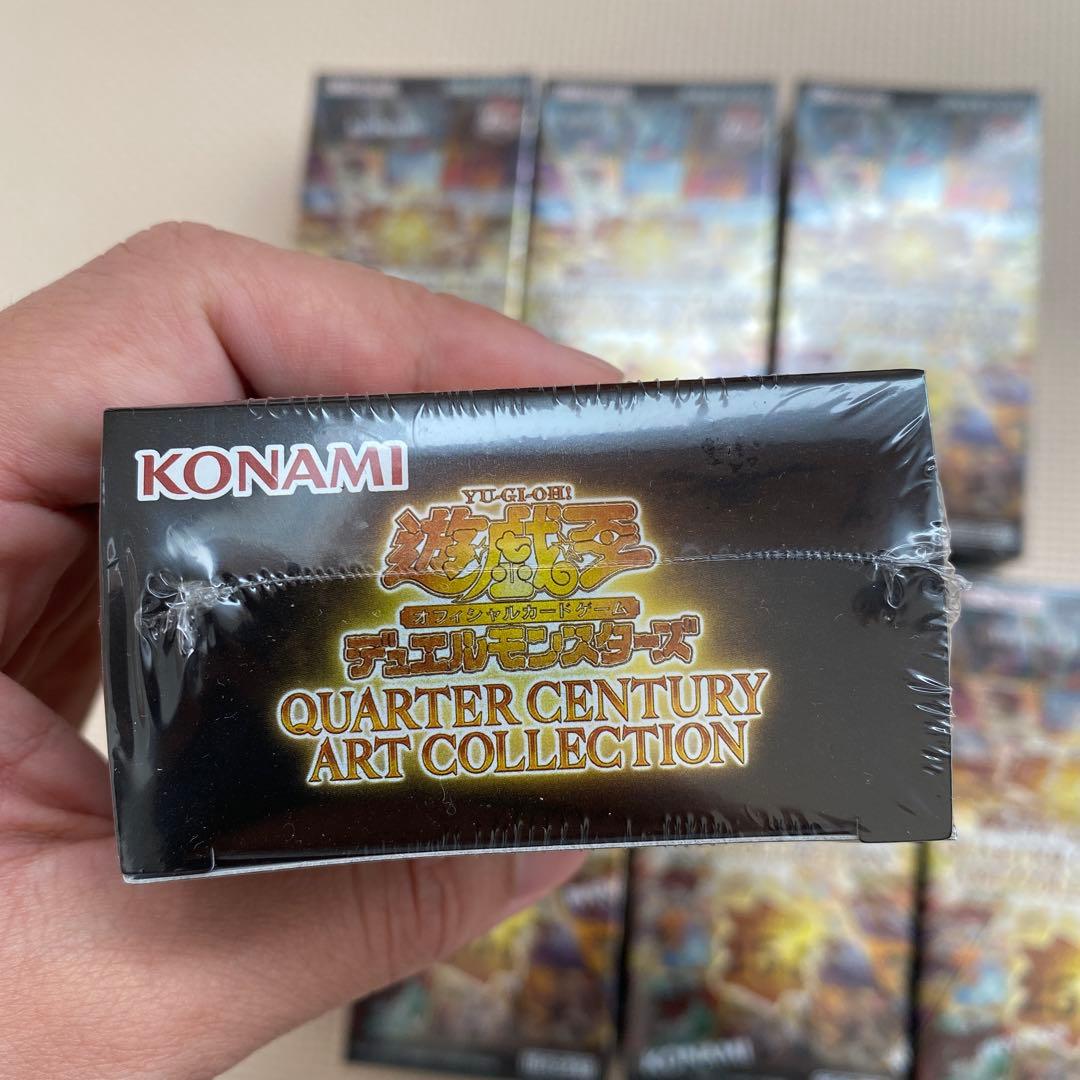 KONAMI
YU-GI-OH!
遊戯王
オフィシャルカードゲーム
デュエルモンスターズ
QUARTER CENTURY
ART COLLECTION
KONAMI